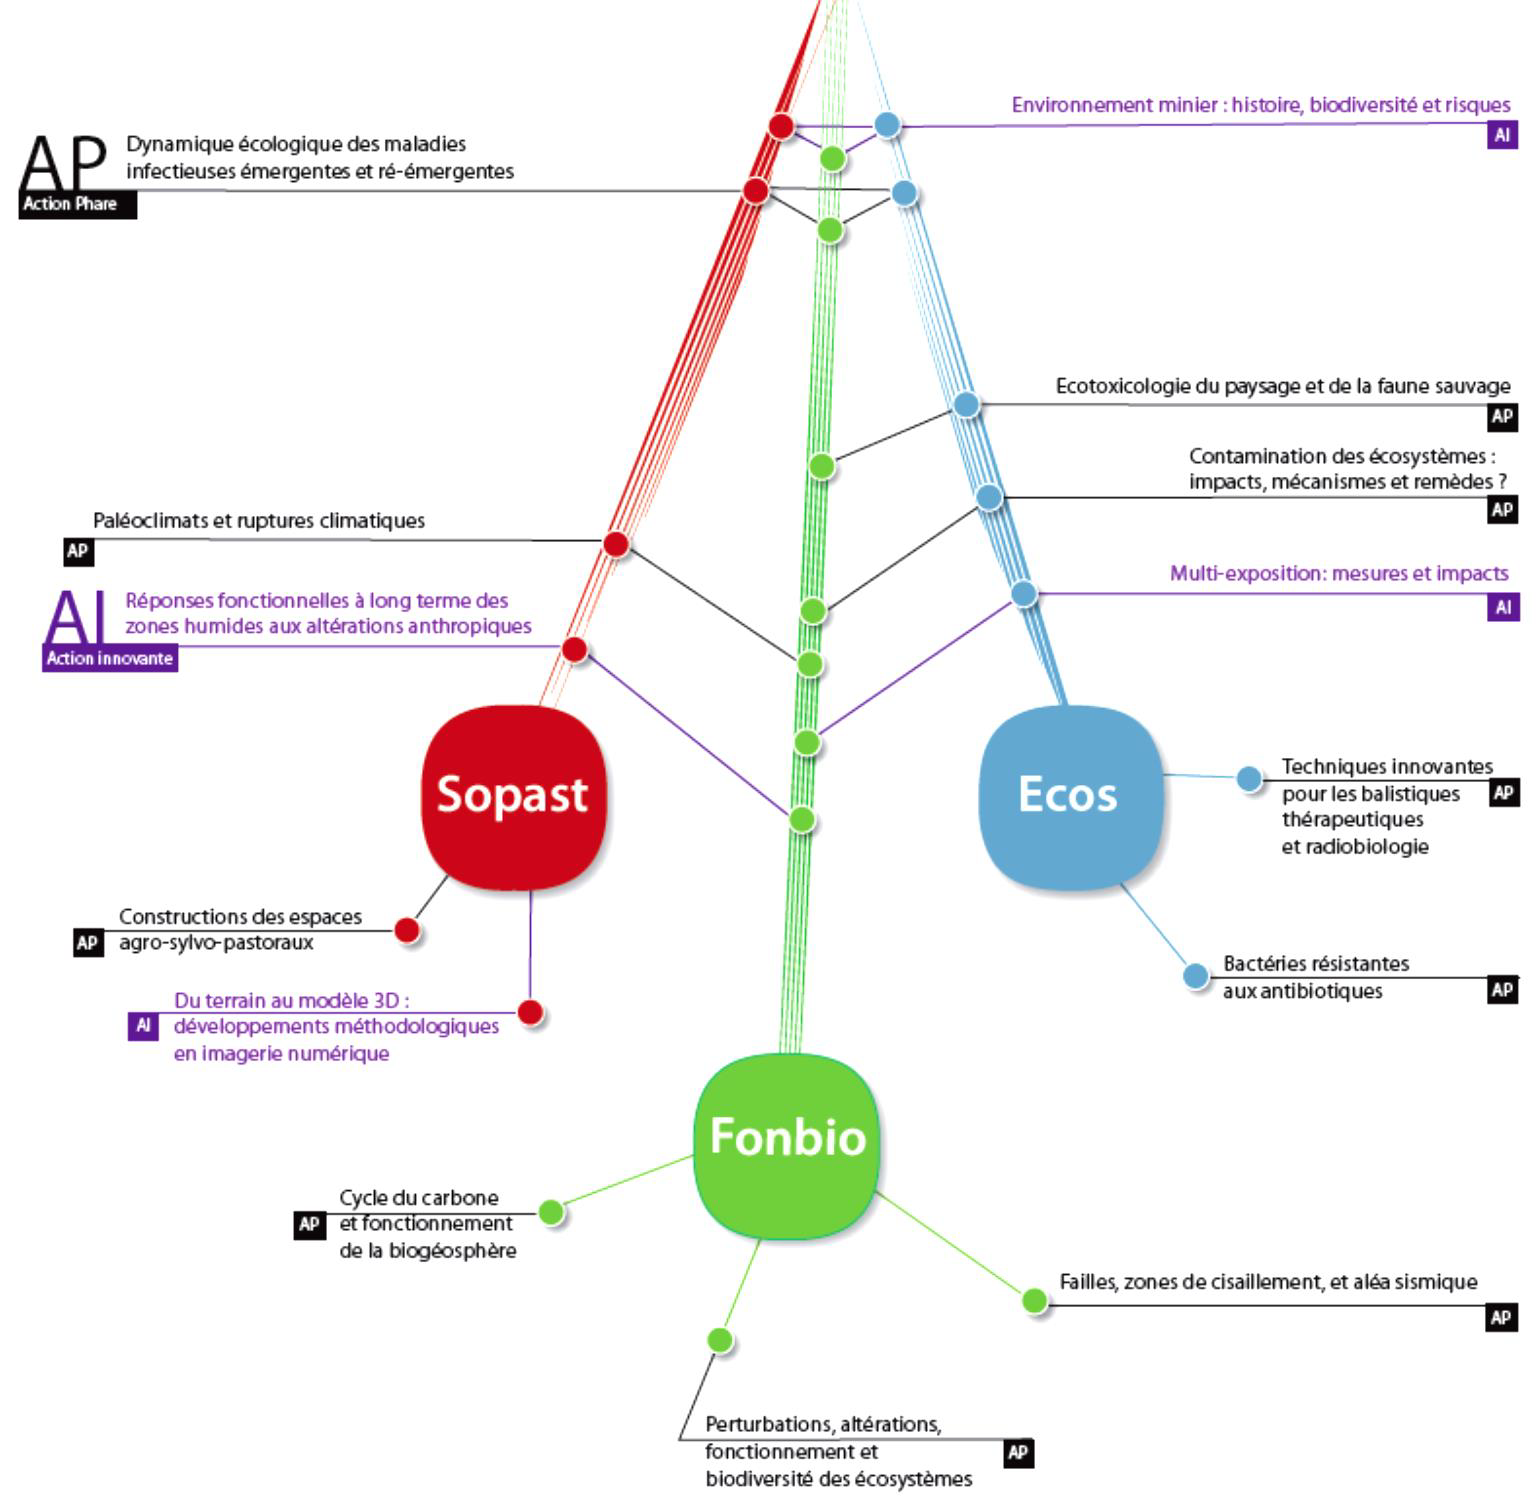 Environnement minier : histoire, biodiversité et risques
AI
AP
Action Phare
Dynamique écologique des maladies
infectieuses émergentes et ré-émergentes
Ecotoxicologie du paysage et de la faune sauvage
AP
Contamination des écosystèmes :
impacts, mécanismes et remèdes ?
AP
Paléoclimats et ruptures climatiques
AP
Multi-exposition: mesures et impacts
AI
AI
Action innovante
Réponses fonctionnelles à long terme des
zones humides aux altérations anthropiques
Sopast
Ecos
Techniques innovantes
pour les balistiques
thérapeutiques
et radiobiologie
AP
Constructions des espaces
agro-sylvo-pastoraux
AP
Bactéries résistantes
aux antibiotiques
AP
Du terrain au modèle 3D :
développements méthodologiques
en imagerie numérique
AI
Fonbio
Cycle du carbone
et fonctionnement
de la biogéosphère
AP
Failles, zones de cisaillement, et aléa sismique
AP
Perturbations, altérations,
fonctionnement et
biodiversité des écosystèmes
AP